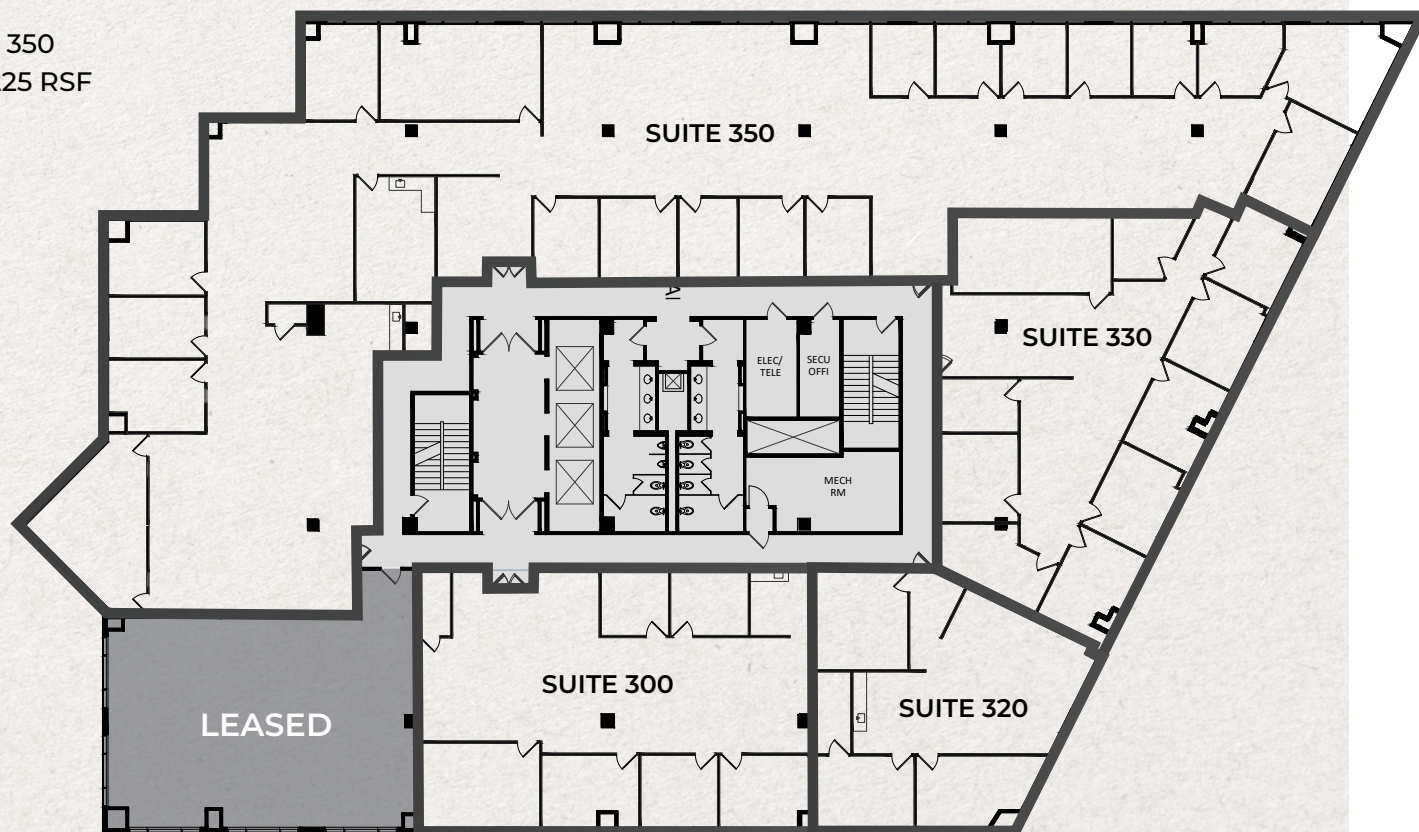 350
25 RSF
SUITE 350
SUITE 330
ELEC/
TELE
SECU
OFFI
MECH
RM
SUITE 300
SUITE 320
LEASED